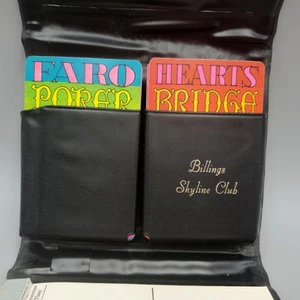 FARO
POKER
HEARTS
BRIDGE
Billings
Skyline Club